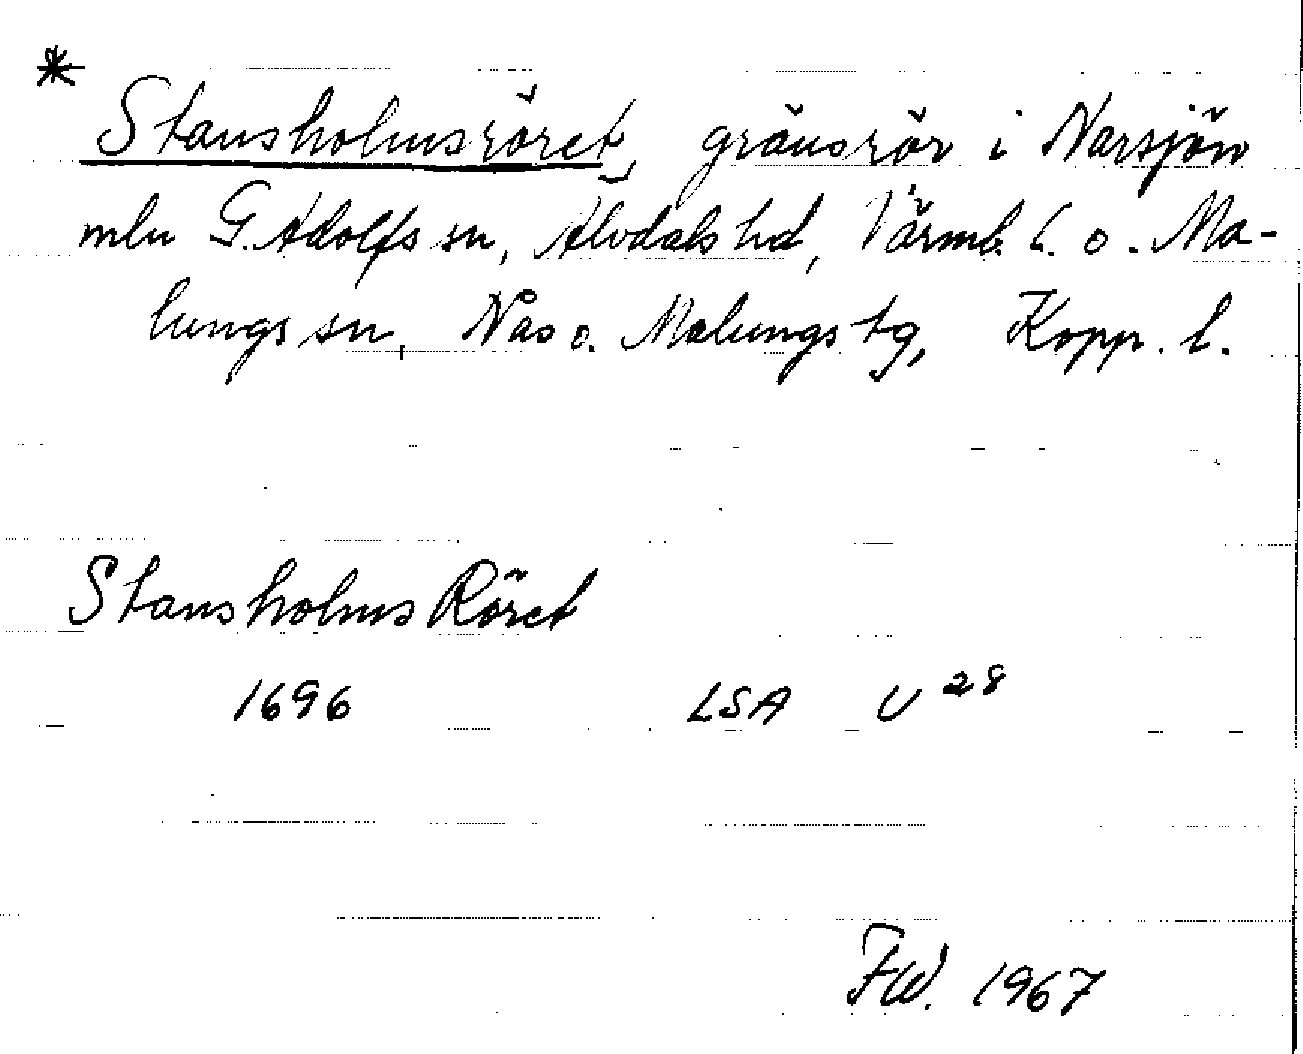 * Stansholmsröret, gränsrör i Narsjön
mln G. Adolfs sn, Älvdals hd, Värml. l. o. Ma-
lungs sn, Nås o. Malungs tg, Kopp. l.
Stansholms Röret
1696 LSA U 28
FW. 1967